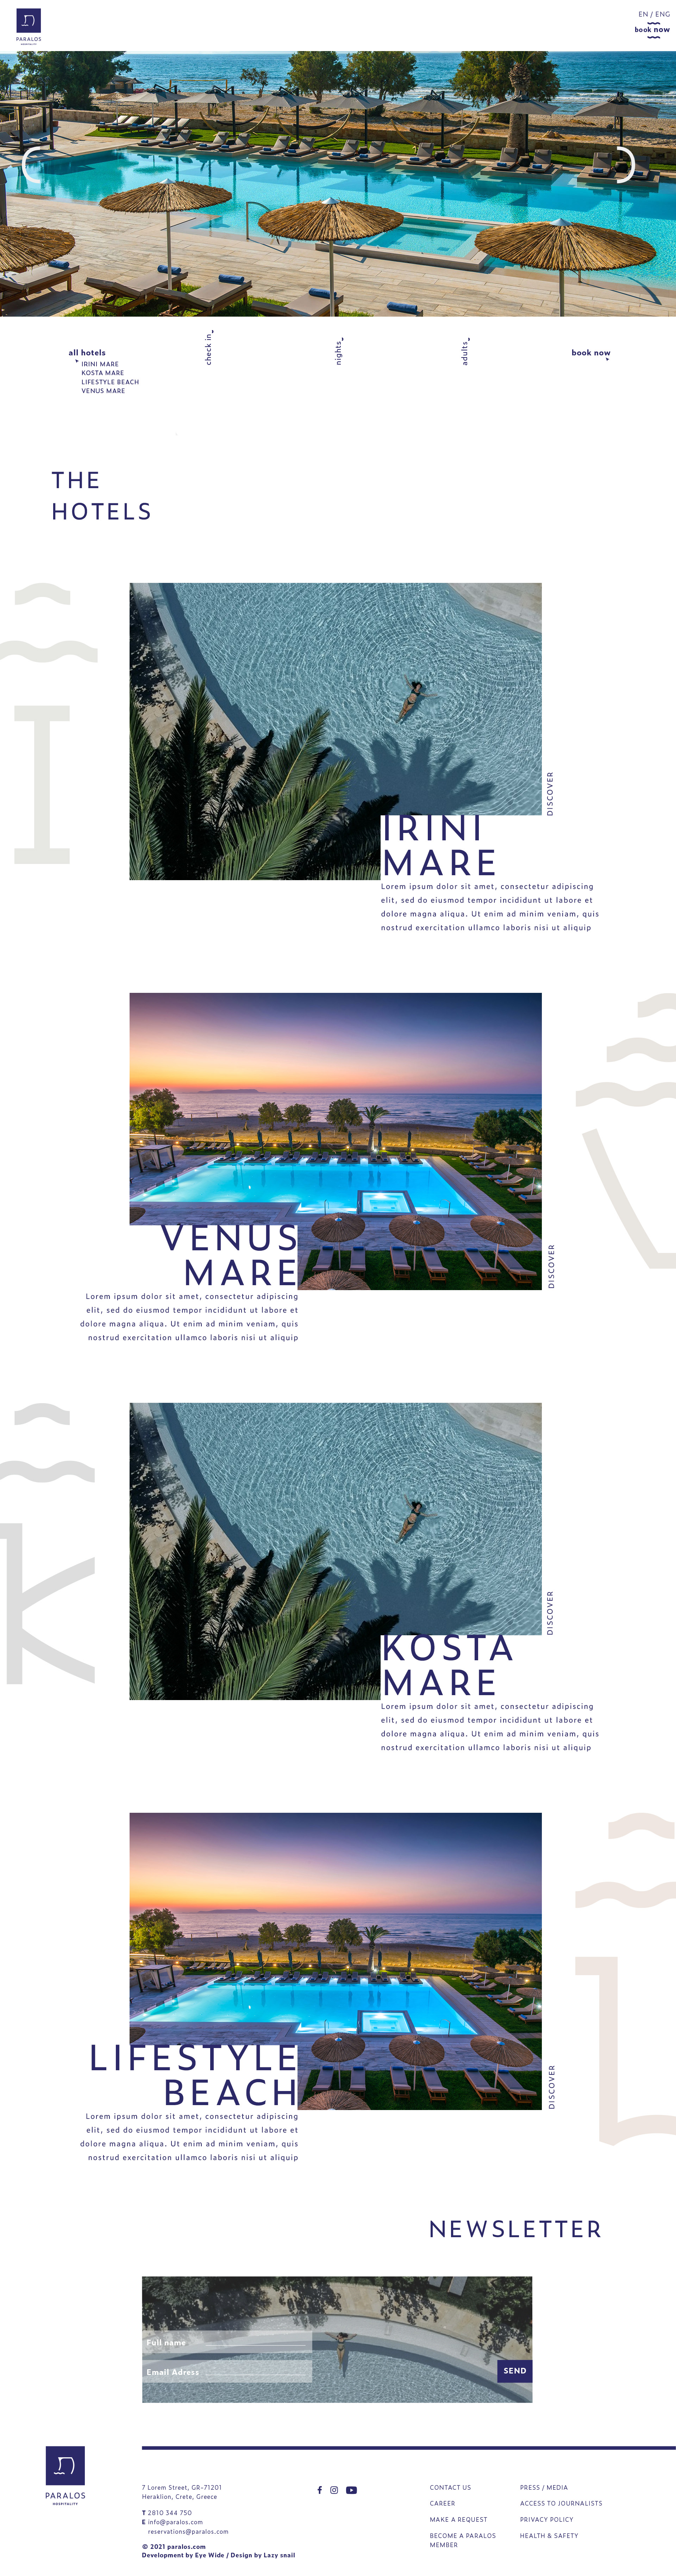 PARALOS
HOSPITALITY
EN / ENG
book now
all hotels
IRINI MARE
KOSTA MARE
LIFESTYLE BEACH
VENUS MARE
check in
nights
adults
book now
THE
HOTELS
I
DISCOVER
IRINI
MARE
Lorem ipsum dolor sit amet, consectetur adipiscing
elit, sed do eiusmod tempor incididunt ut labore et
dolore magna aliqua. Ut enim ad minim veniam, quis
nostrud exercitation ullamco laboris nisi ut aliquip
VENUS
MARE
DISCOVER
Lorem ipsum dolor sit amet, consectetur adipiscing
elit, sed do eiusmod tempor incididunt ut labore et
dolore magna aliqua. Ut enim ad minim veniam, quis
nostrud exercitation ullamco laboris nisi ut aliquip
K
DISCOVER
KOSTA
MARE
Lorem ipsum dolor sit amet, consectetur adipiscing
elit, sed do eiusmod tempor incididunt ut labore et
dolore magna aliqua. Ut enim ad minim veniam, quis
nostrud exercitation ullamco laboris nisi ut aliquip
L
LIFESTYLE
BEACH
DISCOVER
Lorem ipsum dolor sit amet, consectetur adipiscing
elit, sed do eiusmod tempor incididunt ut labore et
dolore magna aliqua. Ut enim ad minim veniam, quis
nostrud exercitation ullamco laboris nisi ut aliquip
NEWSLETTER
Full name
Email Adress
SEND
PARALOS
HOSPITALITY
7 Lorem Street, GR-71201
Heraklion, Crete, Greece
T 2810 344 750
E info@paralos.com
reservations@paralos.com
© 2021 paralos.com
Development by Eye Wide / Design by Lazy snail
CONTACT US
CAREER
MAKE A REQUEST
BECOME A PARALOS
MEMBER
PRESS / MEDIA
ACCESS TO JOURNALISTS
PRIVACY POLICY
HEALTH & SAFETY